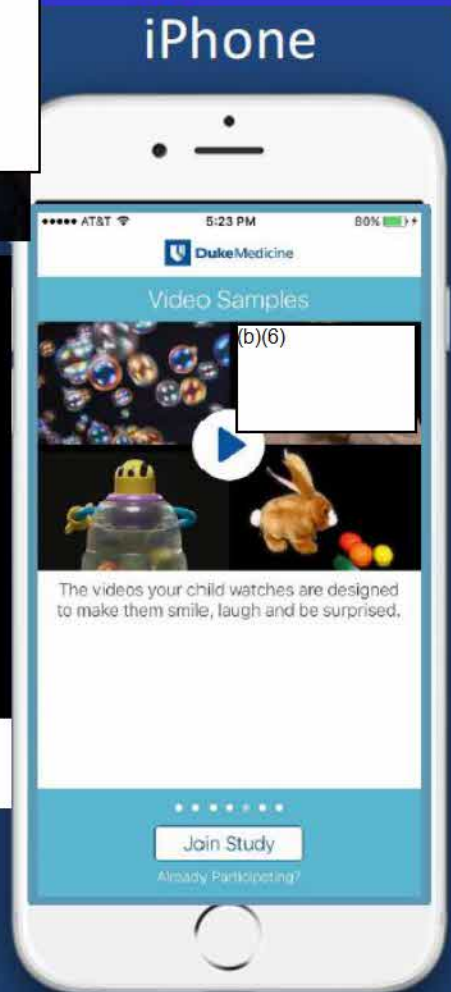 iPhone
AT&T
5:23 PM
80%
DukeMedicine
Video Samples
(b)(6)
The videos your child watches are designed
to make them smile, laugh and be surprised.
Join Study
Already Participating?